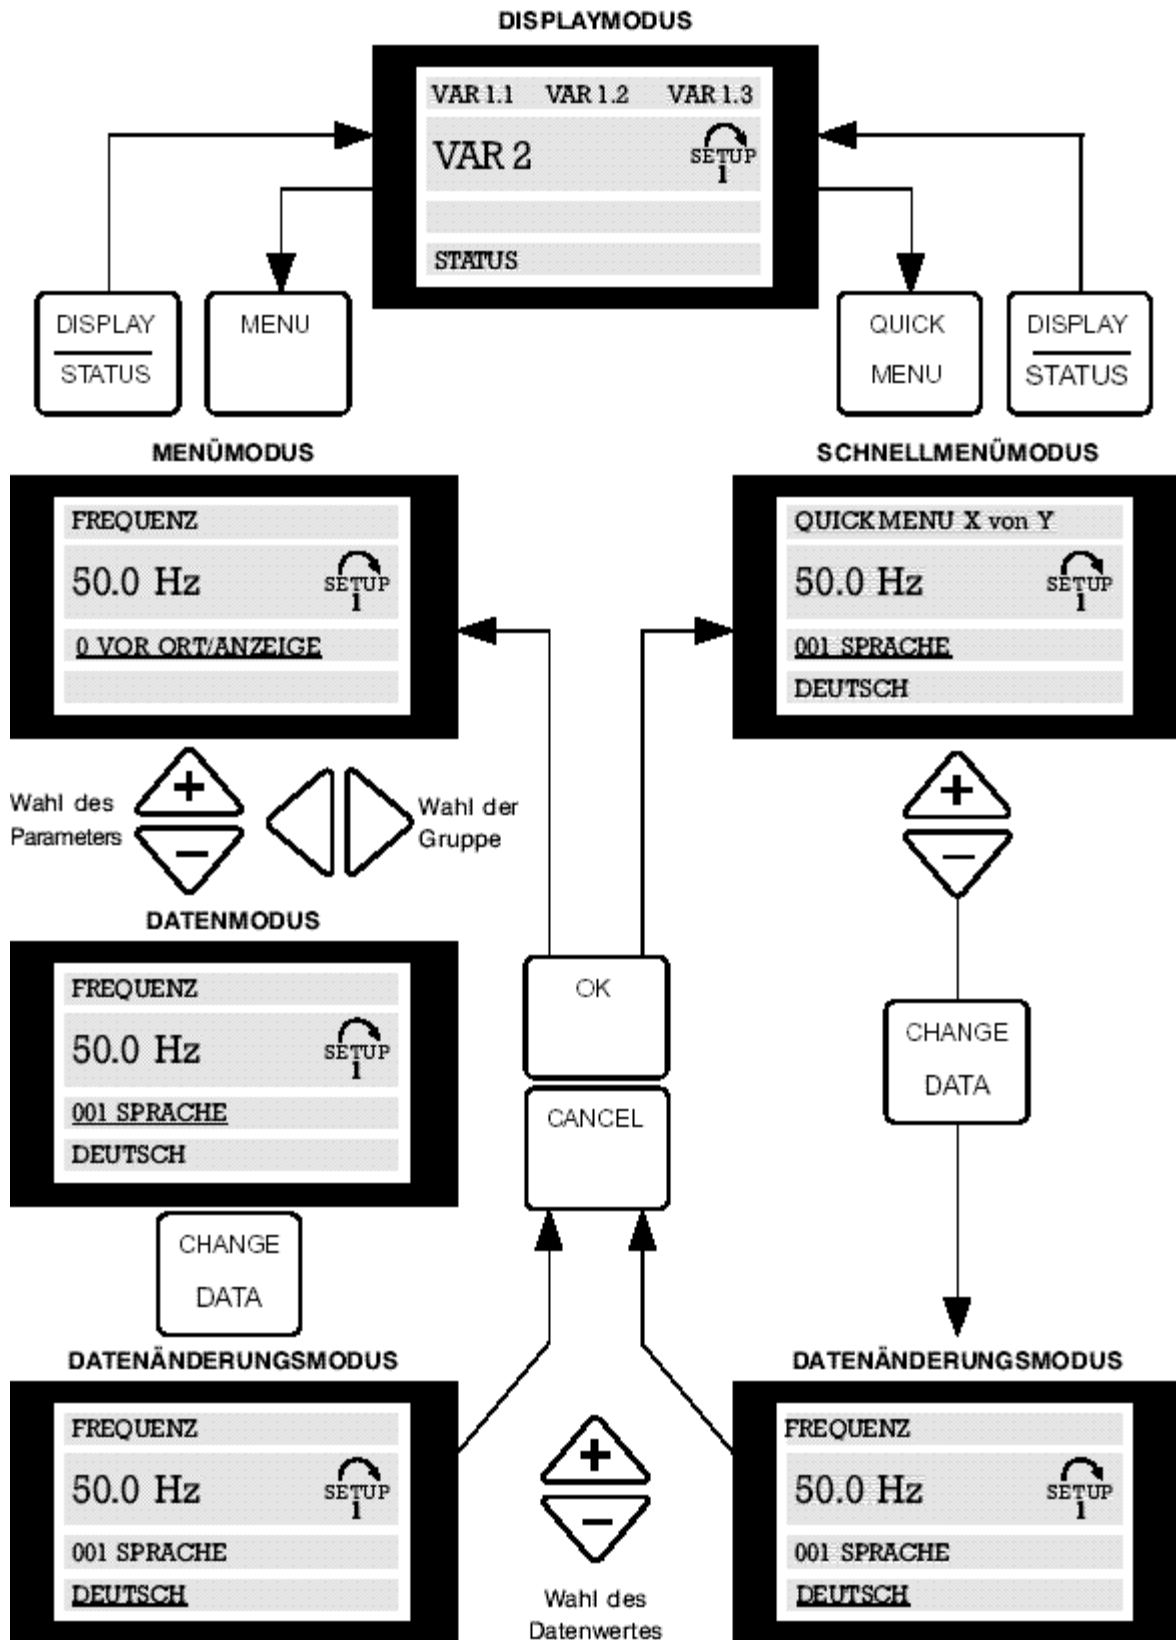 DISPLAYMODUS
VAR 1.1 VAR 1.2 VAR 1.3
VAR 2
SETUP
1
STATUS
DISPLAY
STATUS
MENU
QUICK
MENU
DISPLAY
STATUS
MENÜMODUS
FREQUENZ
50.0 Hz
SETUP
1
0 VOR ORT/ANZEIGE
SCHNELLMENÜMODUS
QUICK MENU X von Y
50.0 Hz
SETUP
1
001 SPRACHE
DEUTSCH
Wahl des
Parameters
+
−
Wahl der
Gruppe
+
−
DATENMODUS
FREQUENZ
50.0 Hz
SETUP
1
001 SPRACHE
DEUTSCH
OK
CANCEL
CHANGE
DATA
CHANGE
DATA
DATENÄNDERUNGSMODUS
FREQUENZ
50.0 Hz
SETUP
1
001 SPRACHE
DEUTSCH
+
−
Wahl des
Datenwertes
DATENÄNDERUNGSMODUS
FREQUENZ
50.0 Hz
SETUP
1
001 SPRACHE
DEUTSCH